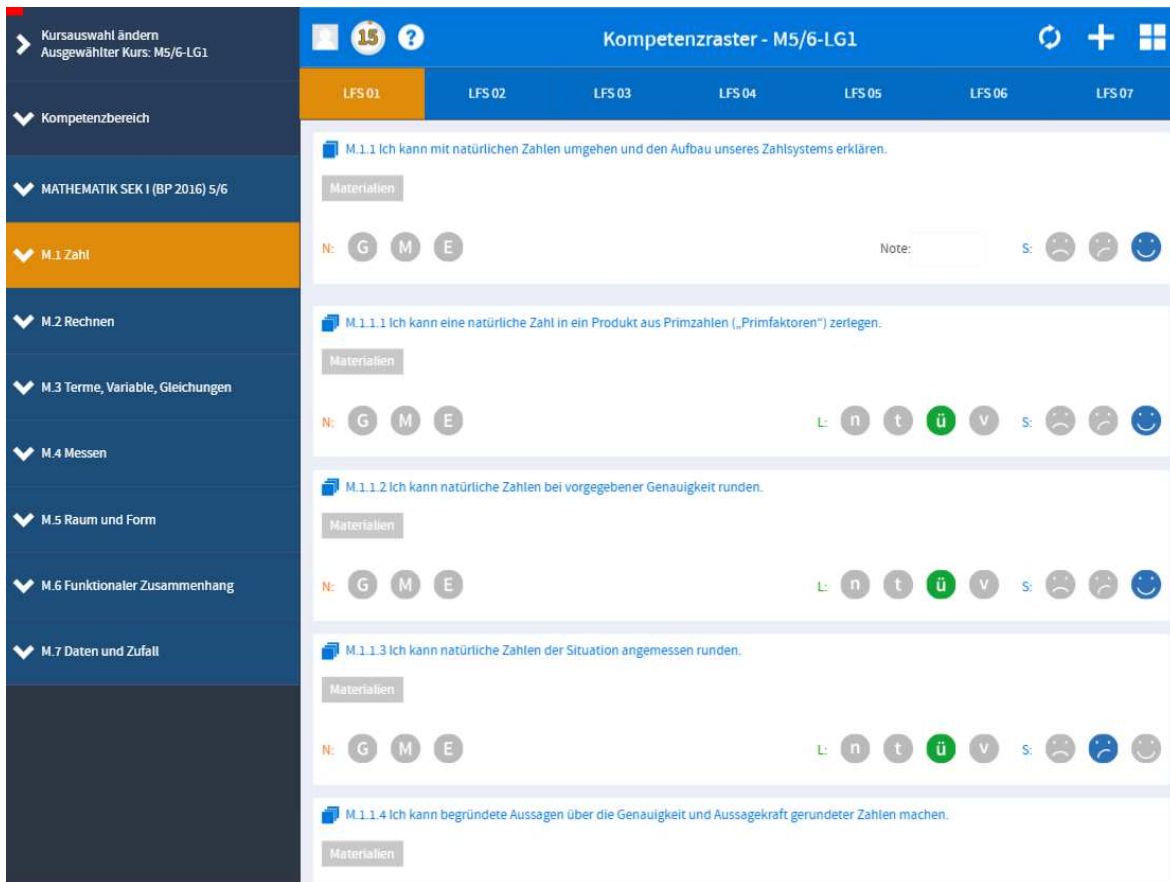 Kursauswahl ändern
Ausgewählter Kurs: M5/6-LG1
Kompetenzbereich
MATHEMATIK SEK I (BP 2016) 5/6
M.1 Zahl
M.2 Rechnen
M.3 Terme, Variable, Gleichungen
M.4 Messen
M.5 Raum und Form
M.6 Funktionaler Zusammenhang
M.7 Daten und Zufall
15 ? Kompetenzraster - M5/6-LG1
LFS 01 LFS 02 LFS 03 LFS 04 LFS 05 LFS 06 LFS 07
M.1.1 Ich kann mit natürlichen Zahlen umgehen und den Aufbau unseres Zahlsystems erklären.
Materialien
N: G M E Note: S:
M.1.1.1 Ich kann eine natürliche Zahl in ein Produkt aus Primzahlen („Primfaktoren“) zerlegen.
Materialien
N: G M E L: n t ü v S:
M.1.1.2 Ich kann natürliche Zahlen bei vorgegebener Genauigkeit runden.
Materialien
N: G M E L: n t ü v S:
M.1.1.3 Ich kann natürliche Zahlen der Situation angemessen runden.
Materialien
N: G M E L: n t ü v S:
M.1.1.4 Ich kann begründete Aussagen über die Genauigkeit und Aussagekraft gerundeter Zahlen machen.
Materialien